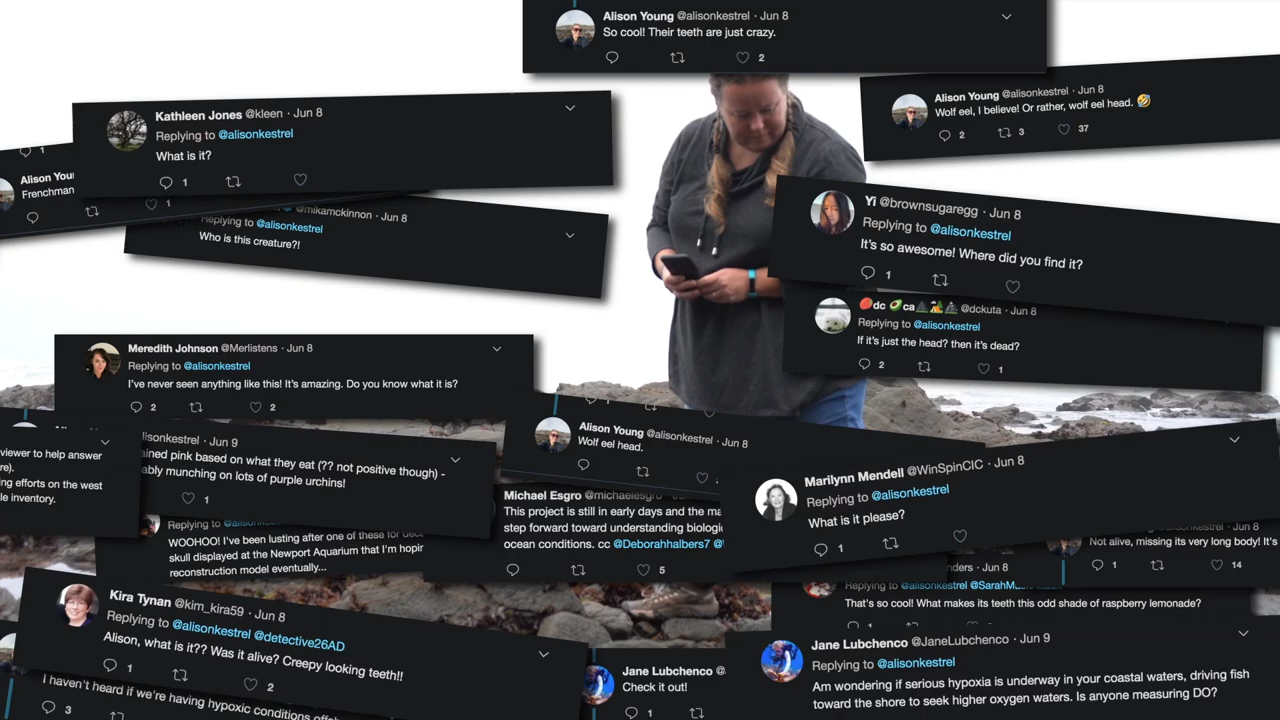 Alison Young @alisonkestrel · Jun 8
So cool! Their teeth are just crazy.
2
Alison Young @alisonkestrel · Jun 8
Wolf eel, I believe! Or rather, wolf eel head. 🤣
2 3 37
Kathleen Jones @kleen · Jun 8
Replying to @alisonkestrel
What is it?
1
1
Alison You
Frenchman
1
@mikamckinnon · Jun 8
Replying to @alisonkestrel
Who is this creature?!
Yi @brownsugaregg · Jun 8
Replying to @alisonkestrel
It's so awesome! Where did you find it?
1
dc 🥑 ca @dckuta · Jun 8
Replying to @alisonkestrel
If it's just the head? then it's dead?
2 1
Meredith Johnson @Merlistens · Jun 8
Replying to @alisonkestrel
I've never seen anything like this! It's amazing. Do you know what it is?
2 2
Alison Young @alisonkestrel · Jun 8
Wolf eel head.
viewer to help answer
re).
ng efforts on the west
le inventory.
lisonkestrel · Jun 9
ained pink based on what they eat (?? not positive though) -
ably munching on lots of purple urchins!
1
Marilynn Mendell @WinSpinCIC · Jun 8
Replying to @alisonkestrel
What is it please?
1
Michael Esgro @michaelesgro
This project is still in early days and the ma
step forward toward understanding biologi
ocean conditions. cc @Deborahhalbers7 @
5
Replying to
WOOHOO! I've been lusting after one of these for
skull displayed at the Newport Aquarium that I'm hopir
reconstruction model eventually...
Jun 8
Not alive, missing its very long body! It's
1 14
nders · Jun 8
Replying to @alisonkestrel
That's so cool! What makes its teeth this odd shade of raspberry lemonade?
Kira Tynan @kim_kira59 · Jun 8
Replying to @alisonkestrel @detective26AD
Alison, what is it?? Was it alive? Creepy looking teeth!!
1 2
I haven't heard if we're having hypoxic conditions
3
Jane Lubchenco @
Check it out!
1
Jane Lubchenco @JaneLubchenco · Jun 9
Replying to @alisonkestrel
Am wondering if serious hypoxia is underway in your coastal waters, driving fish
toward the shore to seek higher oxygen waters. Is anyone measuring DO?